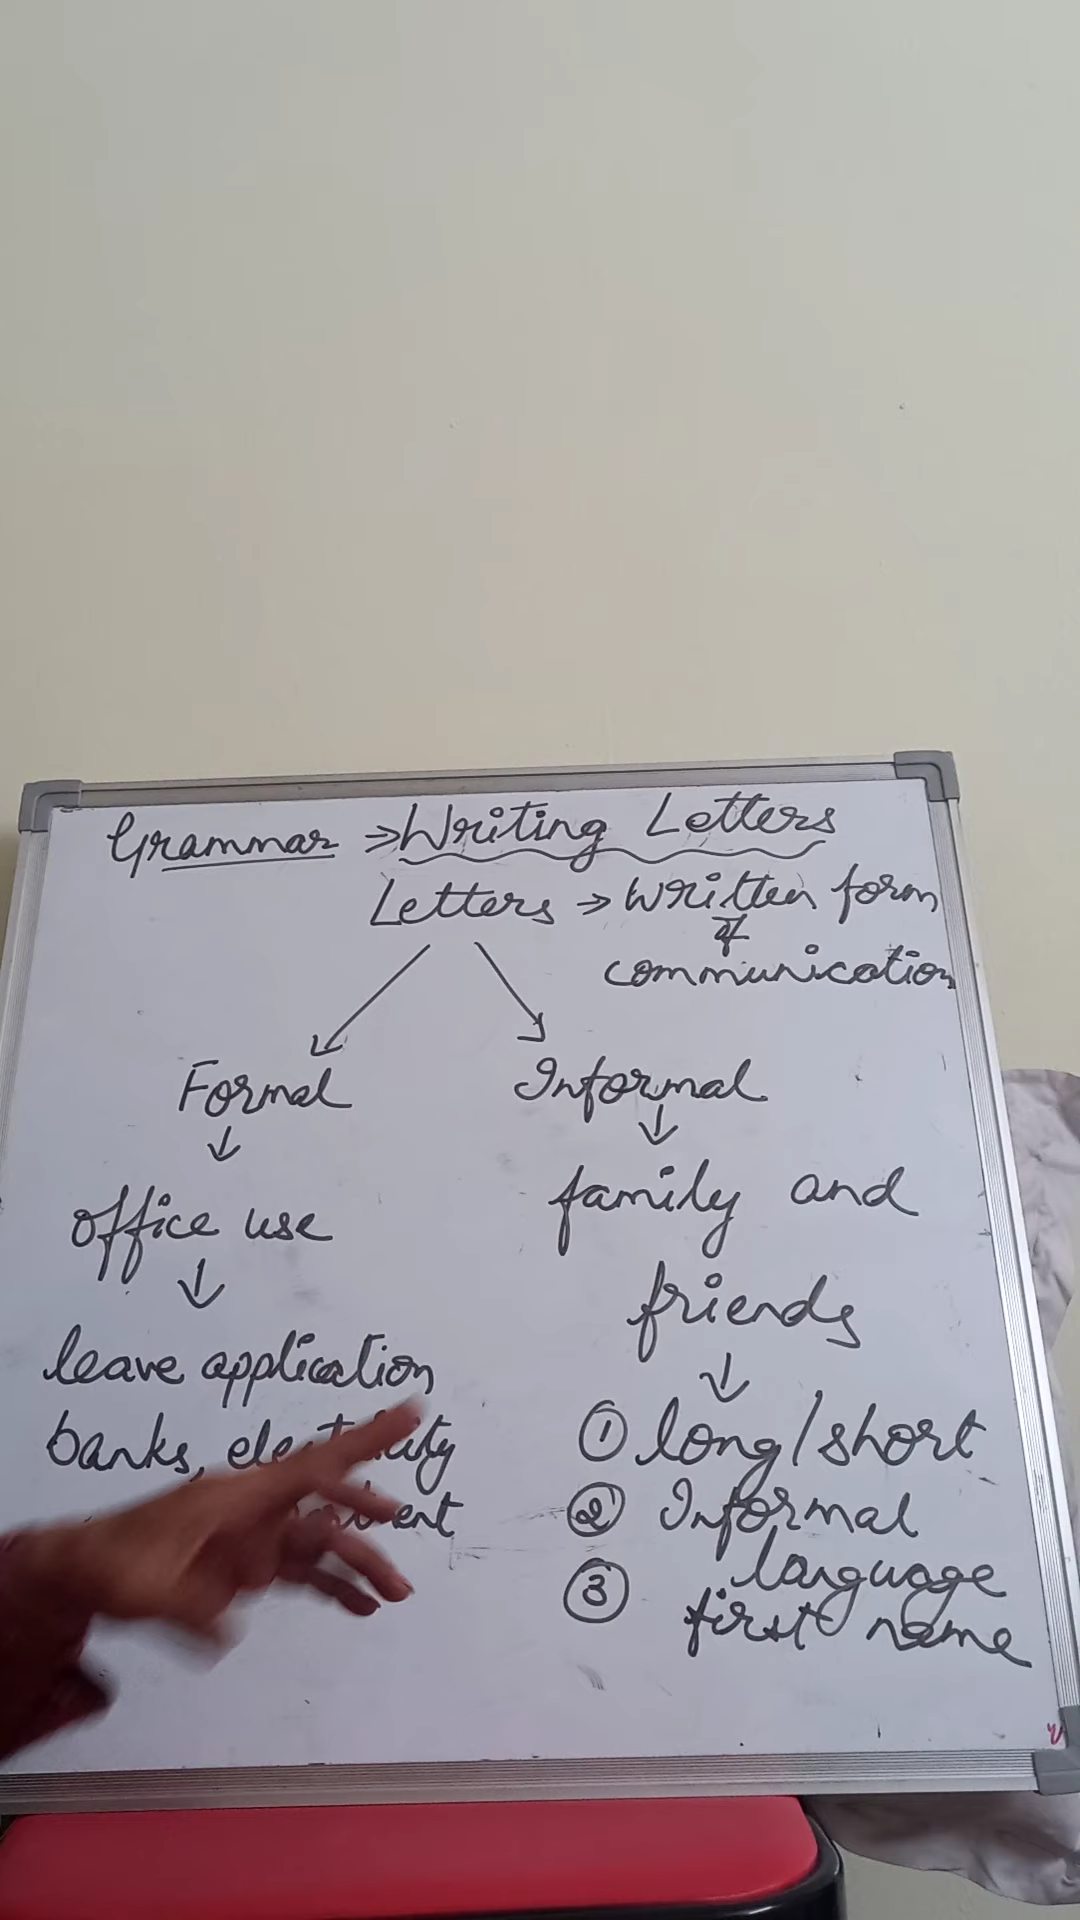 Grammar ⇒ Writing Letters
Letters ⇒ Written form
of
communication
Formal
Informal
↓
↓
office use
family and
↓
friends
leave application
↓
banks, electricity
① long/short
② Informal
language
③ first name